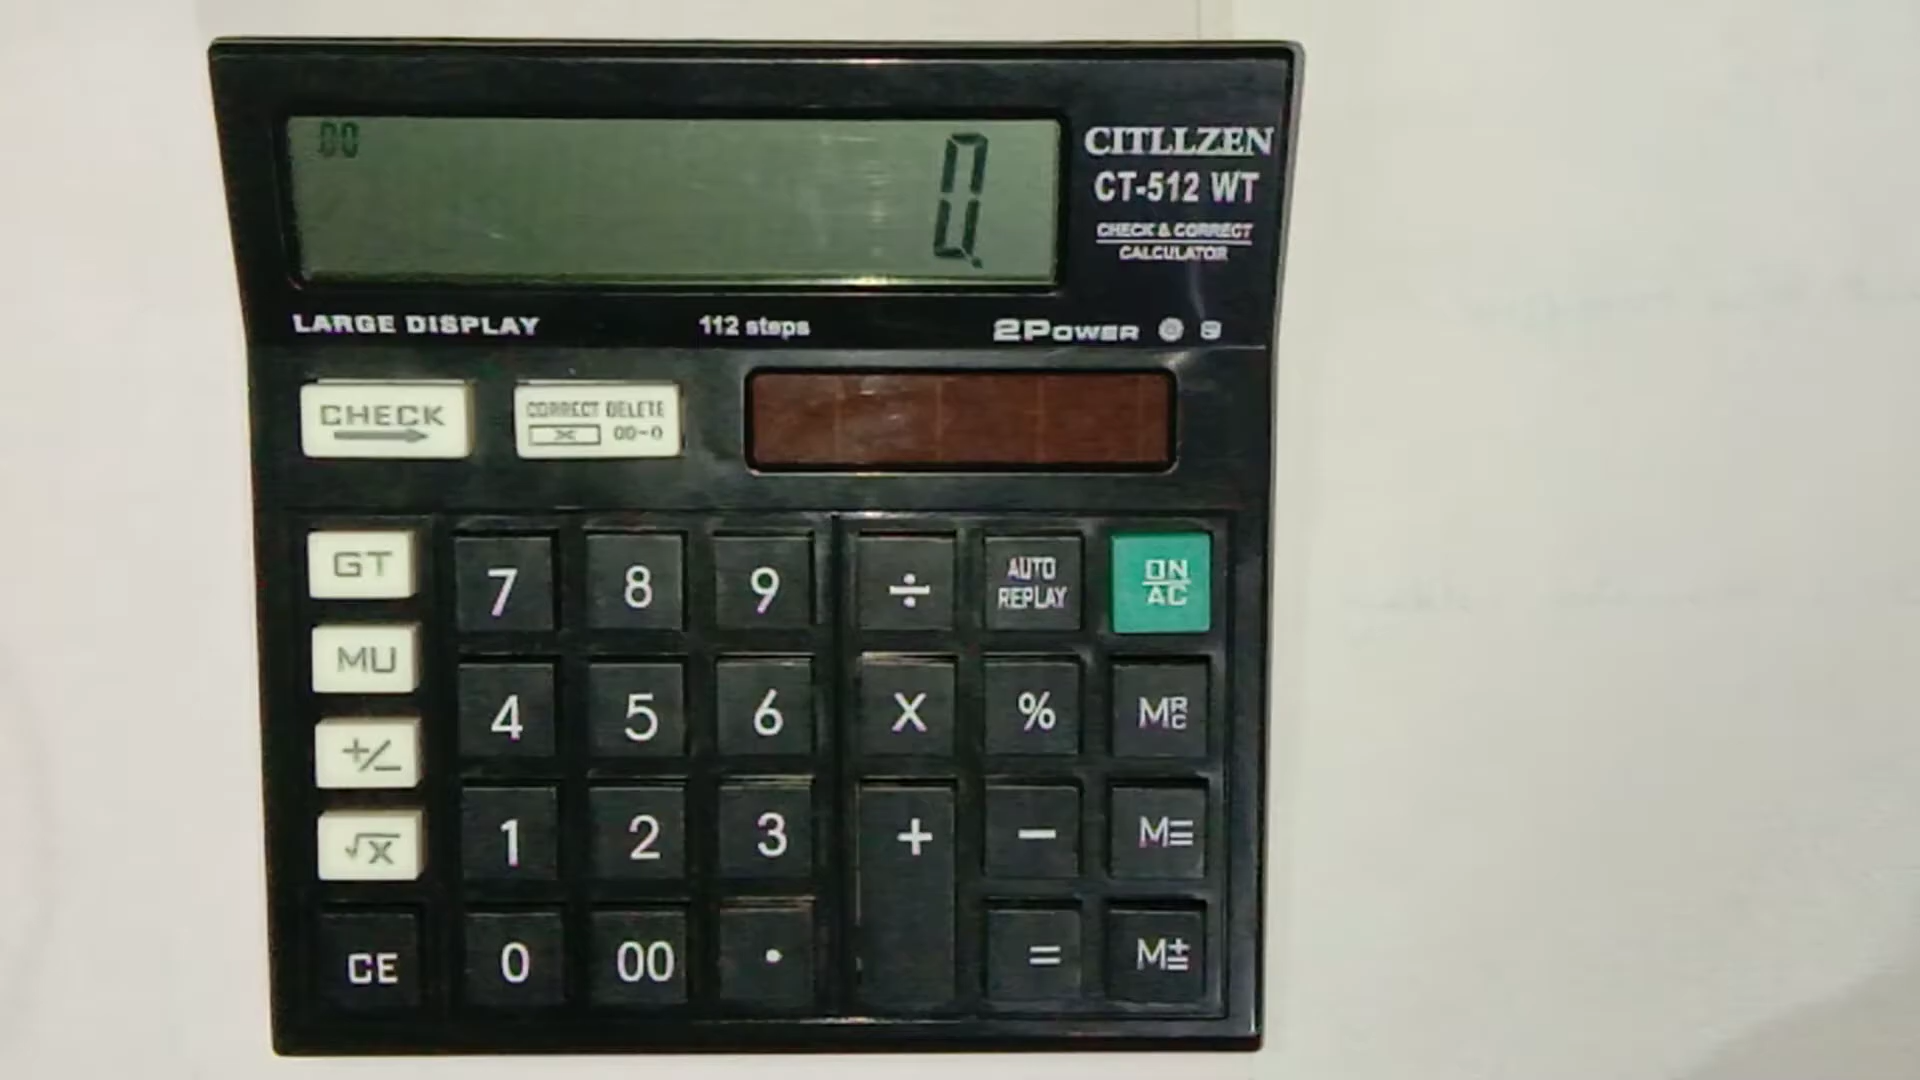 00 0.
CITLLZEN
CT-512 WT
CHECK & CORRECT
CALCULATOR
LARGE DISPLAY 112 steps 2POWER
CHECK CORRECT DELETE
00→0
GT 7 8 9 ÷ AUTO REPLAY ON/AC
MU 4 5 6 X % MRC
+/− 1 2 3 + − M=
√x
CE 0 00 . = M±